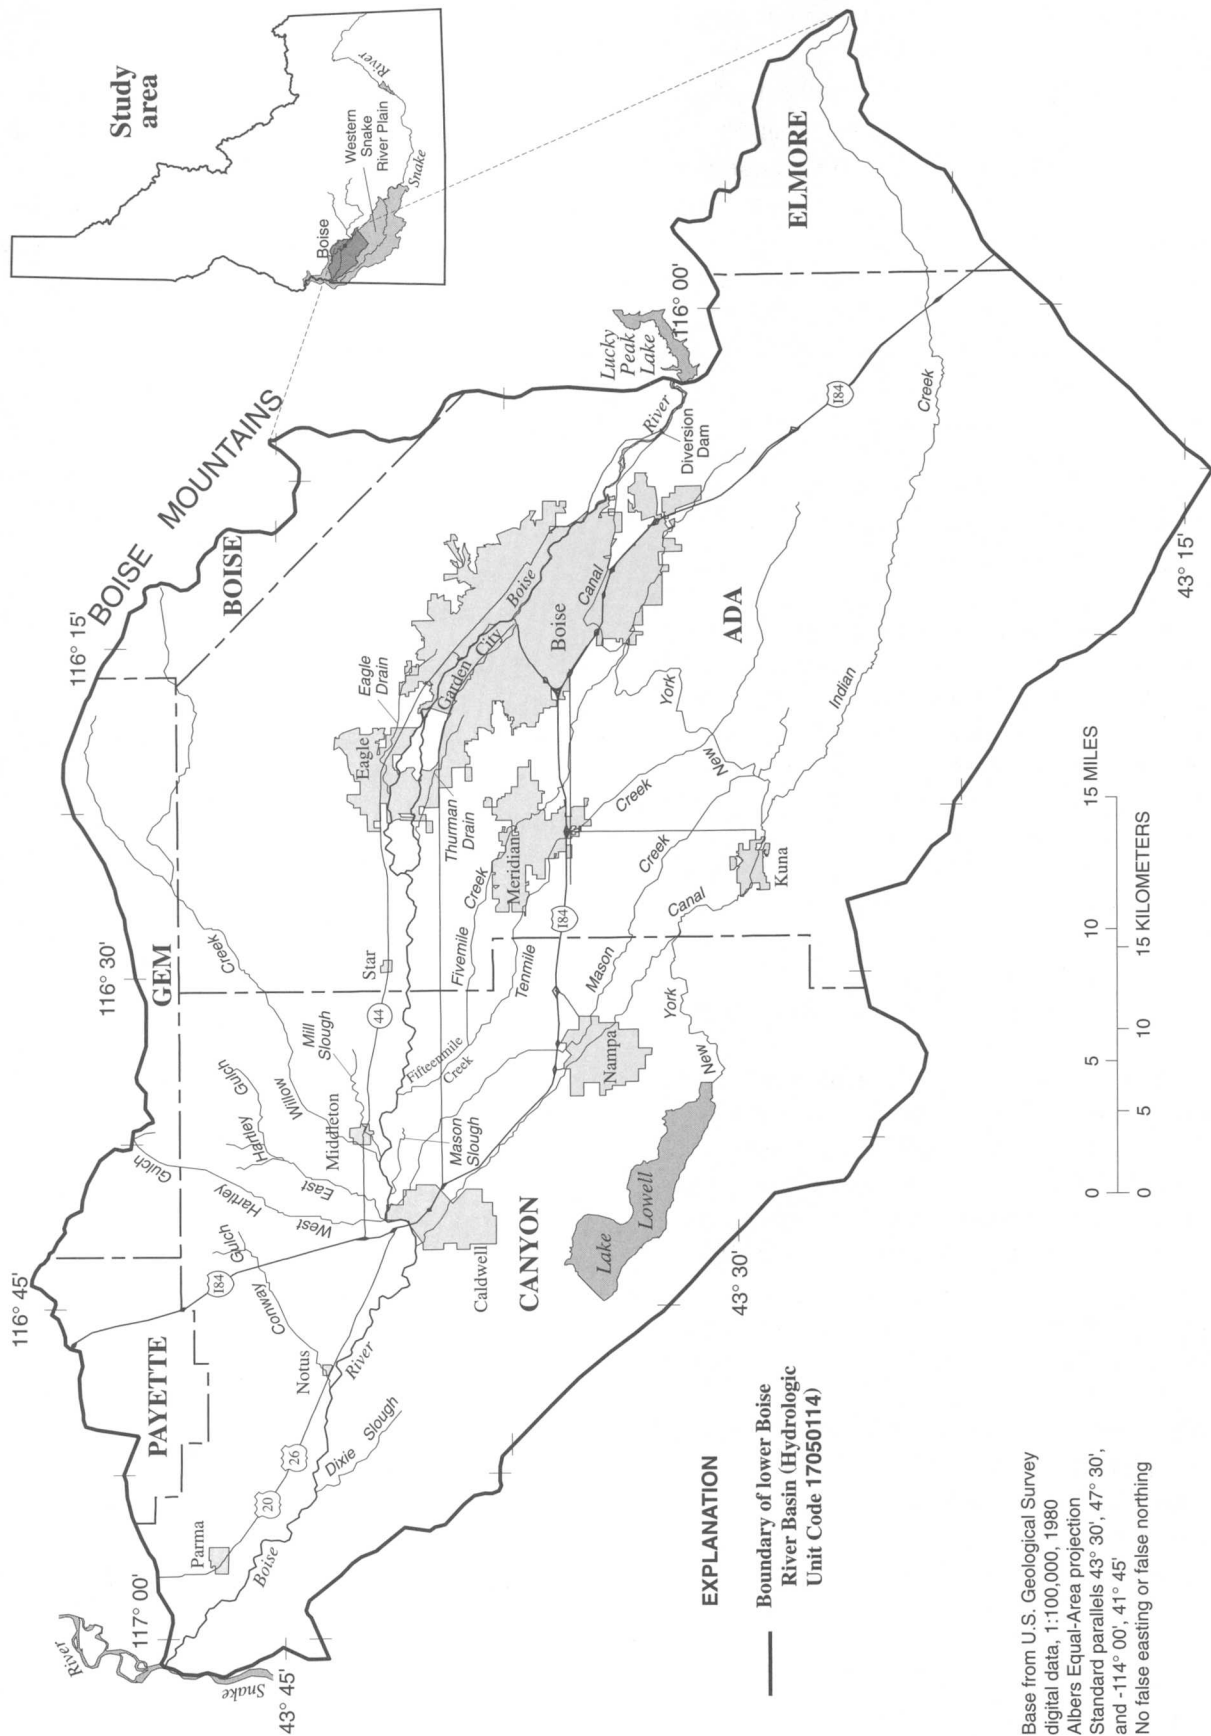 Study
area
Boise
Western
Snake
River Plain
Snake
River
BOISE MOUNTAINS
116° 45'
116° 30'
116° 15'
117° 00'
116° 00'
43° 45'
43° 30'
43° 15'
PAYETTE
GEM
BOISE
ELMORE
ADA
CANYON
River
Snake
Parma
Boise
20
26
Dixie Slough
Notus
River
Conway
Gulch
I84
West
Hartley
Gulch
East
Hartley
Gulch
Willow
Creek
Middleton
Mill
Slough
44
Star
Caldwell
Mason
Slough
Fifteenmile
Creek
Fivemile
Creek
Tenmile
Creek
Eagle
Eagle
Drain
Thurman
Drain
Garden City
Boise
River
Boise
Canal
Diversion
Dam
Lucky
Peak
Lake
Meridian
I84
I84
Nampa
Mason
Creek
New
York
Canal
New
York
Kuna
Indian
Creek
Lake
Lowell
EXPLANATION
Boundary of lower Boise
River Basin (Hydrologic
Unit Code 17050114)
0 5 10 15 MILES
0 5 10 15 KILOMETERS
Base from U.S. Geological Survey
digital data, 1:100,000, 1980
Albers Equal-Area projection
Standard parallels 43° 30', 47° 30',
and -114° 00', 41° 45'
No false easting or false northing